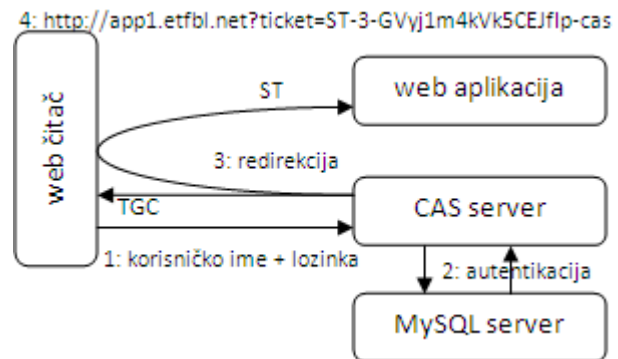 4: http://app1.etfbl.net?ticket=ST-3-GVyj1m4kVk5CEJflp-cas
web čitač
ST
web aplikacija
3: redirekcija
TGC
CAS server
1: korisničko ime + lozinka
2: autentikacija
MySQL server